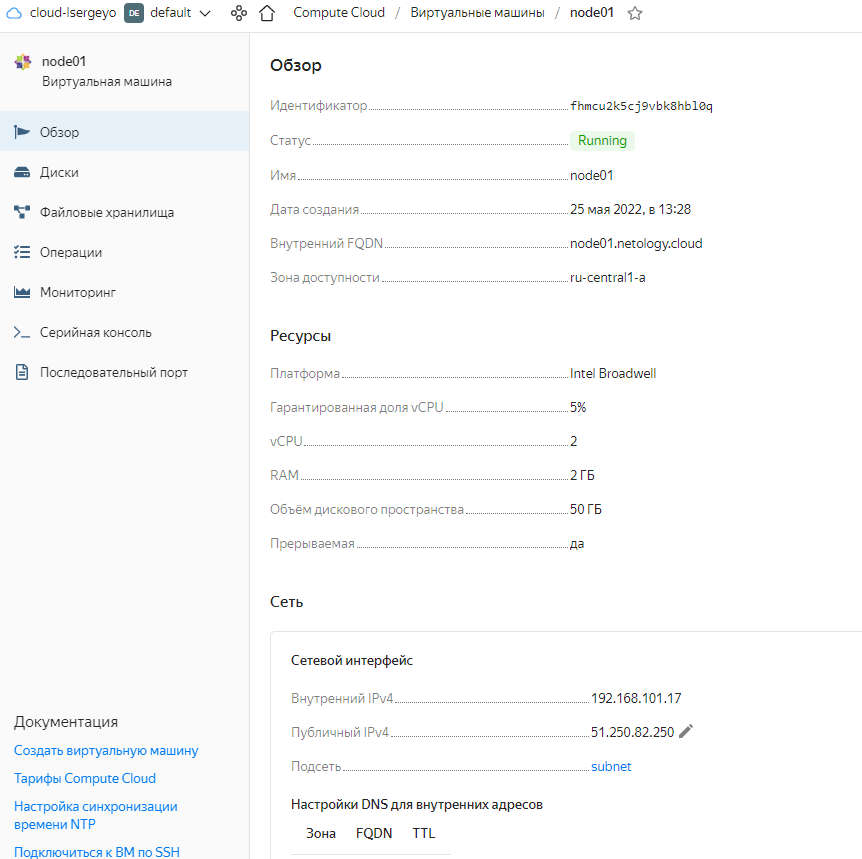 cloud-lsergeyo DE default Compute Cloud / Виртуальные машины / node01
node01
Виртуальная машина
Обзор
Диски
Файловые хранилища
Операции
Мониторинг
Серийная консоль
Последовательный порт
Документация
Создать виртуальную машину
Тарифы Compute Cloud
Настройка синхронизации
времени NTP
Подключиться к ВМ по SSH
Обзор
Идентификатор fhmcu2k5cj9vbk8hbl0q
Статус Running
Имя node01
Дата создания 25 мая 2022, в 13:28
Внутренний FQDN node01.netology.cloud
Зона доступности ru-central1-a
Ресурсы
Платформа Intel Broadwell
Гарантированная доля vCPU 5%
vCPU 2
RAM 2 ГБ
Объём дискового пространства 50 ГБ
Прерываемая да
Сеть
Сетевой интерфейс
Внутренний IPv4 192.168.101.17
Публичный IPv4 51.250.82.250
Подсеть subnet
Настройки DNS для внутренних адресов
Зона FQDN TTL